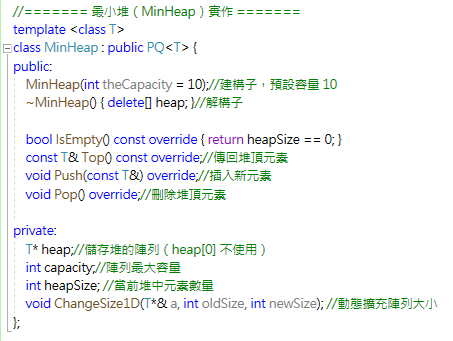 //======= 最小堆（MinHeap）實作 =======
template <class T>
class MinHeap : public PQ<T> {
public:
MinHeap(int theCapacity = 10);//建構子，預設容量 10
~MinHeap() { delete[] heap; }//解構子
bool IsEmpty() const override { return heapSize == 0; }
const T& Top() const override;//傳回堆頂元素
void Push(const T&) override;//插入新元素
void Pop() override;//刪除堆頂元素
private:
T* heap;//儲存堆的陣列（heap[0] 不使用）
int capacity;//陣列最大容量
int heapSize; //當前堆中元素數量
void ChangeSize1D(T*& a, int oldSize, int newSize); //動態擴充陣列大小
};